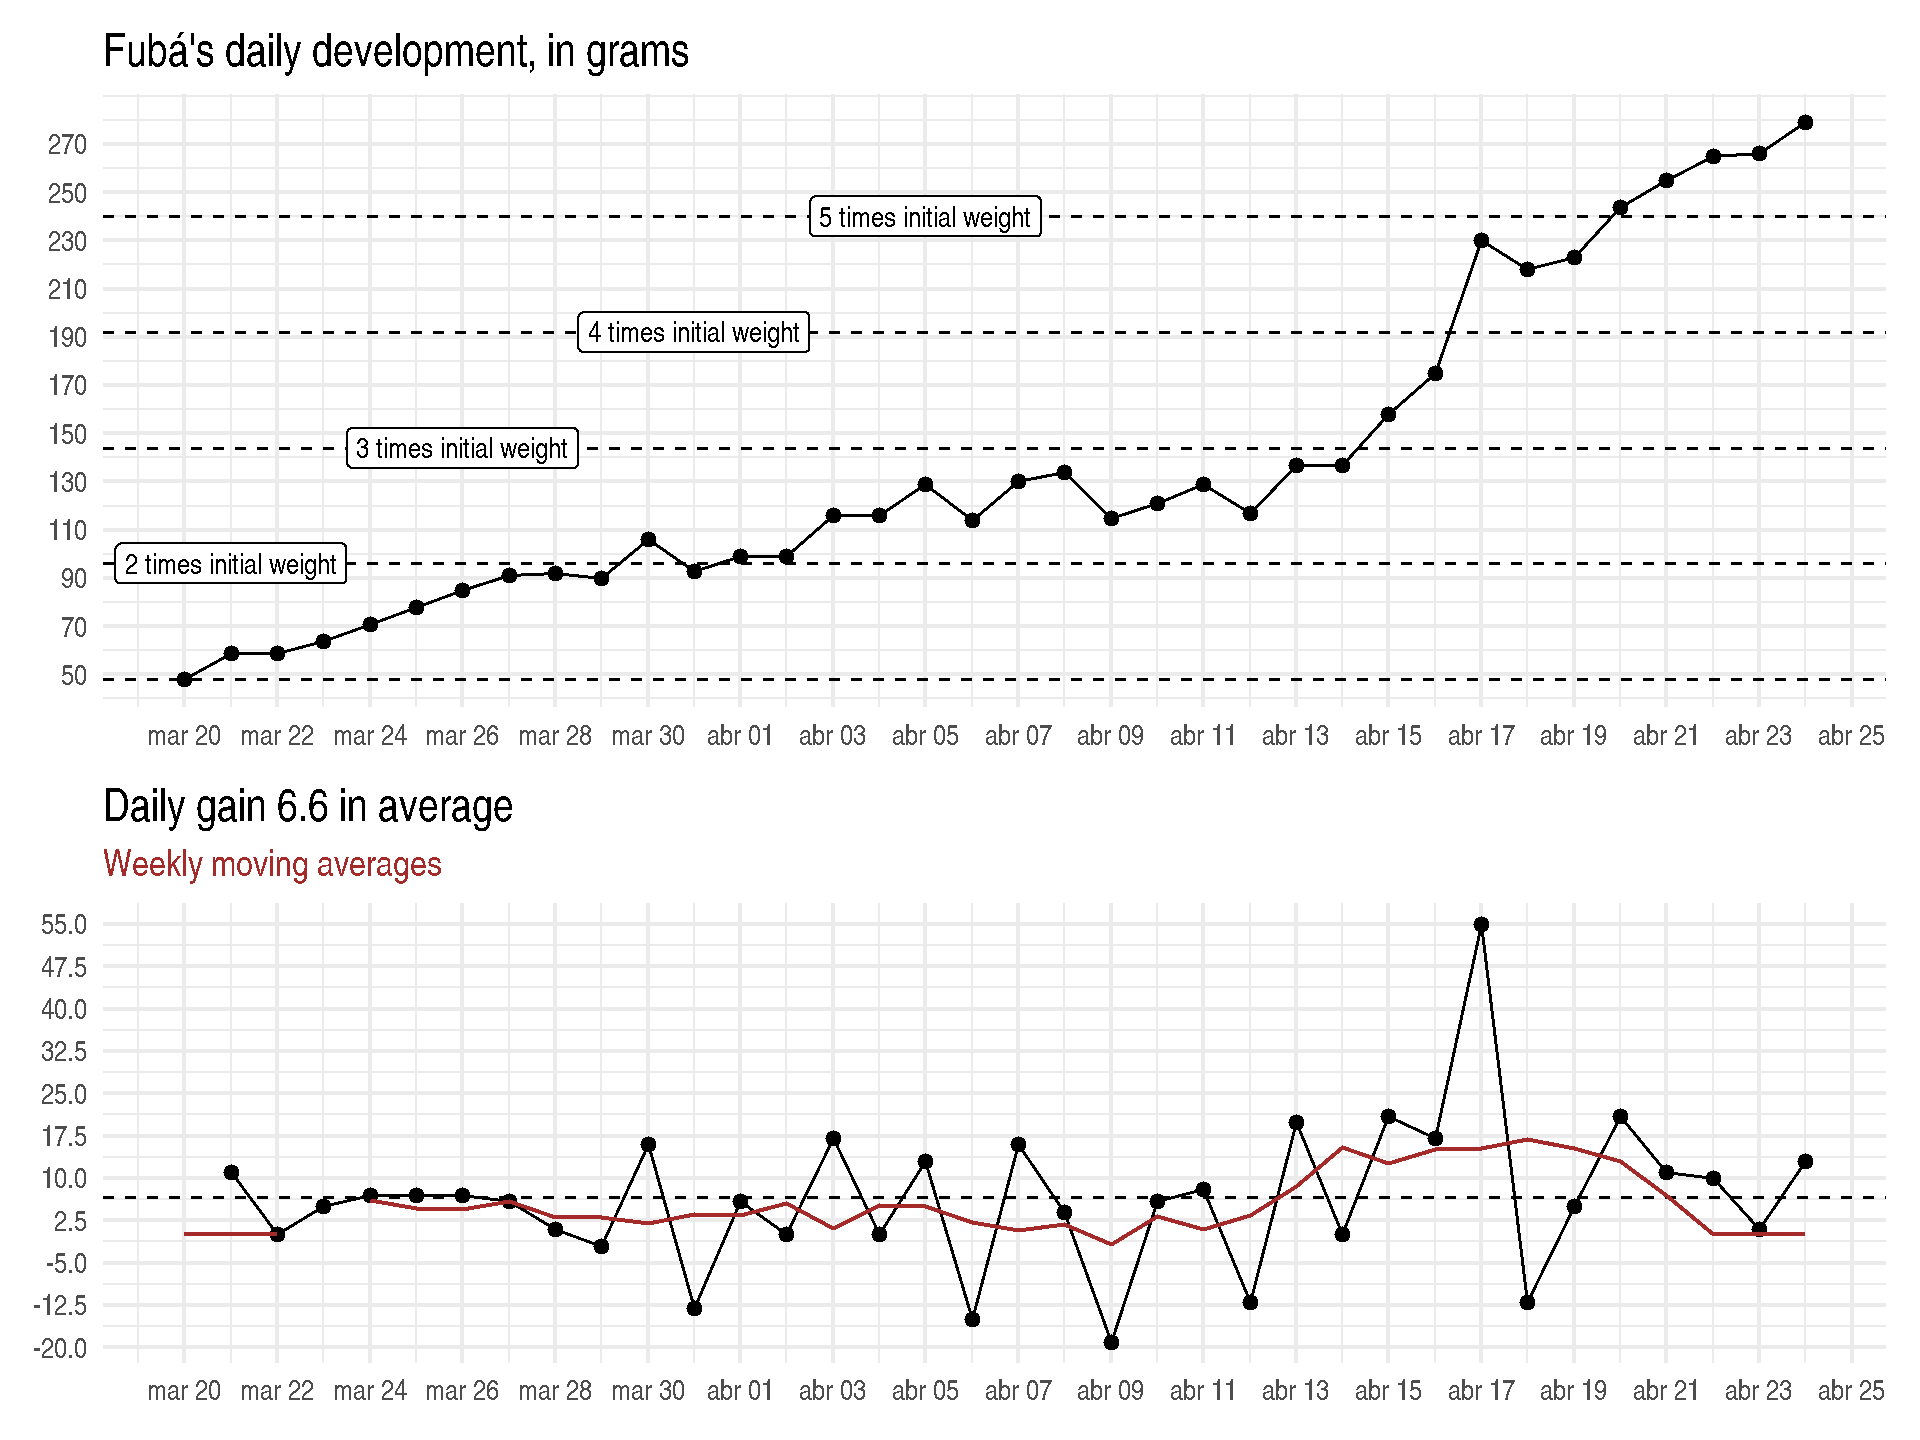 Fubá's daily development, in grams
270
250
5 times initial weight
230
210
4 times initial weight
190
170
150
3 times initial weight
130
110
2 times initial weight
90
70
50
mar 20 mar 22 mar 24 mar 26 mar 28 mar 30 abr 01 abr 03 abr 05 abr 07 abr 09 abr 11 abr 13 abr 15 abr 17 abr 19 abr 21 abr 23 abr 25
Daily gain 6.6 in average
Weekly moving averages
55.0
47.5
40.0
32.5
25.0
17.5
10.0
2.5
-5.0
-12.5
-20.0
mar 20 mar 22 mar 24 mar 26 mar 28 mar 30 abr 01 abr 03 abr 05 abr 07 abr 09 abr 11 abr 13 abr 15 abr 17 abr 19 abr 21 abr 23 abr 25